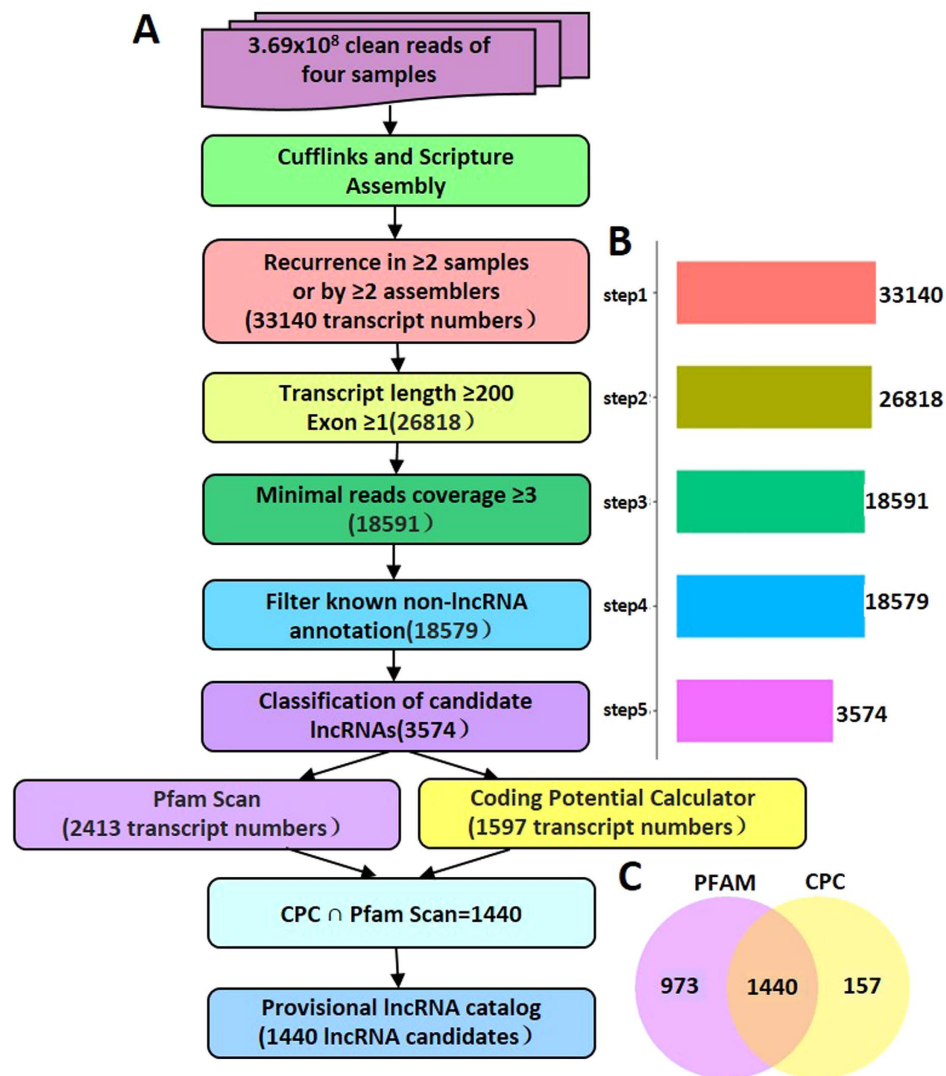 A
3.69x10⁸ clean reads of
four samples
Cufflinks and Scripture
Assembly
Recurrence in ≥2 samples
or by ≥2 assemblers
(33140 transcript numbers）
Transcript length ≥200
Exon ≥1(26818）
Minimal reads coverage ≥3
(18591）
Filter known non-lncRNA
annotation(18579）
Classification of candidate
lncRNAs(3574）
Pfam Scan
(2413 transcript numbers）
Coding Potential Calculator
(1597 transcript numbers）
CPC ∩ Pfam Scan=1440
Provisional lncRNA catalog
(1440 lncRNA candidates）
B
step1 33140
step2 26818
step3 18591
step4 18579
step5 3574
C
PFAM CPC
973 1440 157